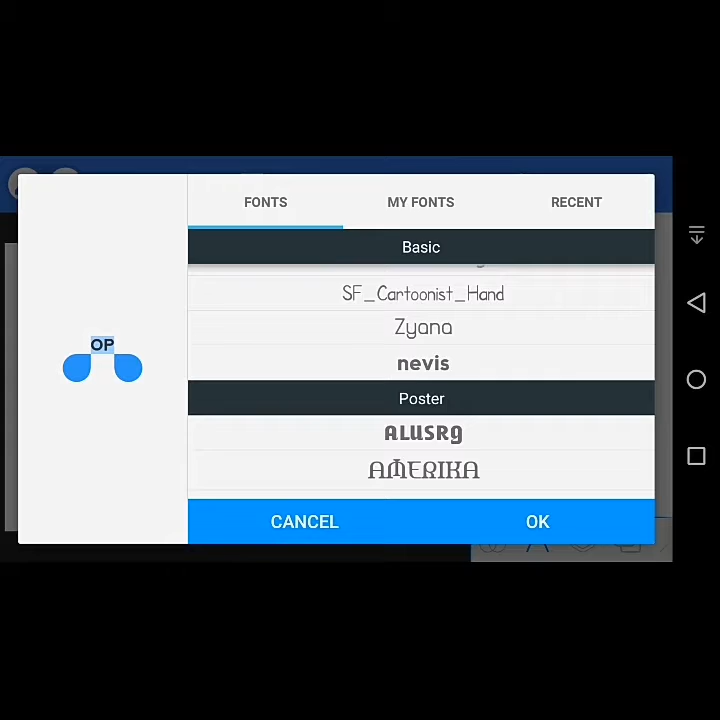 FONTS MY FONTS RECENT
Basic
SF_Cartoonist_Hand
Zyana
nevis
Poster
ALUSRg
AMERIKA
CANCEL OK
OP